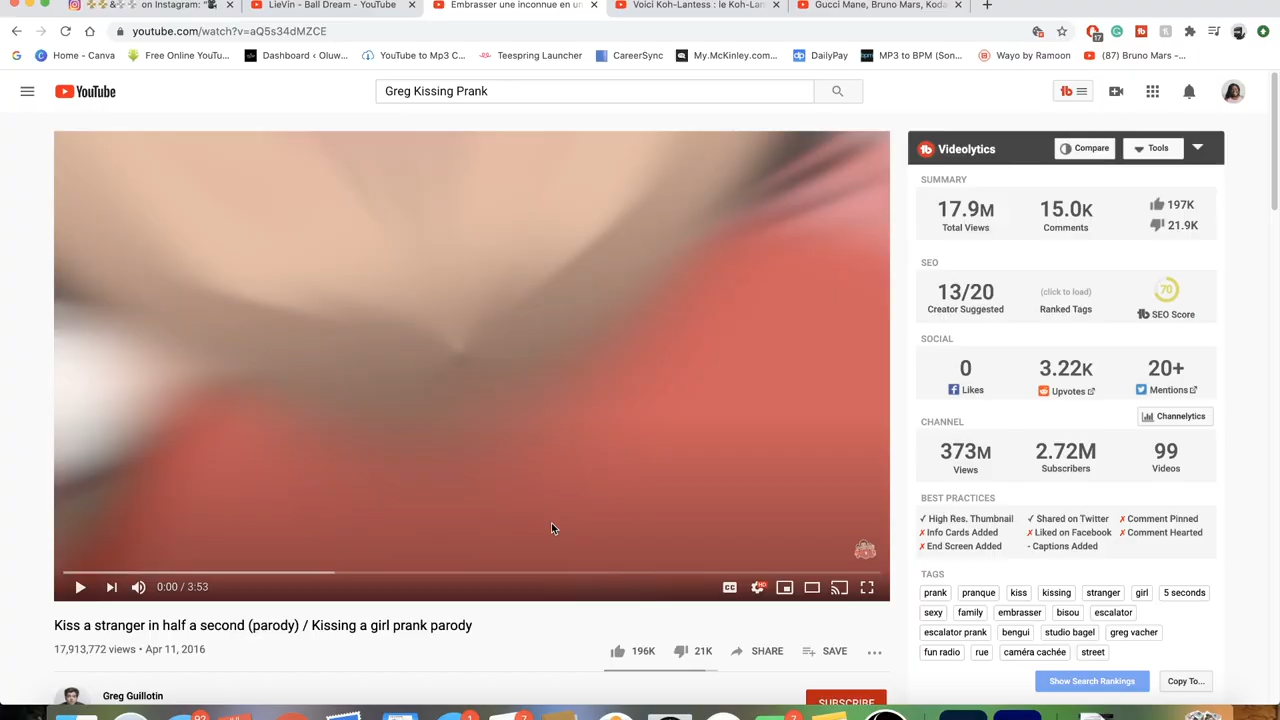 on Instagram: "
LieVin - Ball Dream - YouTube
Embrasser une inconnue en un
Voici Koh-Lantess : le Koh-Lan
Gucci Mane, Bruno Mars, Koda
youtube.com/watch?v=aQ5s34dMZCE
17
Home - Canva
Free Online YouTu...
Dashboard ‹ Oluw...
YouTube to Mp3 C...
Teespring Launcher
CareerSync
My.McKinley.com...
DailyPay
MP3 to BPM (Son...
Wayo by Ramoon
(87) Bruno Mars –...
YouTube
Greg Kissing Prank
tb
tb Videolytics
Compare
Tools
SUMMARY
17.9M
Total Views
15.0K
Comments
197K
21.9K
SEO
13/20
Creator Suggested
(click to load)
Ranked Tags
70
tb SEO Score
SOCIAL
0
Likes
3.22K
Upvotes
20+
Mentions
Channelytics
CHANNEL
373M
Views
2.72M
Subscribers
99
Videos
BEST PRACTICES
✓ High Res. Thumbnail
✓ Shared on Twitter
✗ Comment Pinned
✗ Info Cards Added
✗ Liked on Facebook
✗ Comment Hearted
✗ End Screen Added
- Captions Added
TAGS
prank pranque kiss kissing stranger girl 5 seconds
sexy family embrasser bisou escalator
escalator prank bengui studio bagel greg vacher
fun radio rue caméra cachée street
Show Search Rankings
Copy To...
0:00 / 3:53
CC
HD
Kiss a stranger in half a second (parody) / Kissing a girl prank parody
17,913,772 views • Apr 11, 2016
196K
21K
SHARE
SAVE
Greg Guillotin
SUBSCRIBE